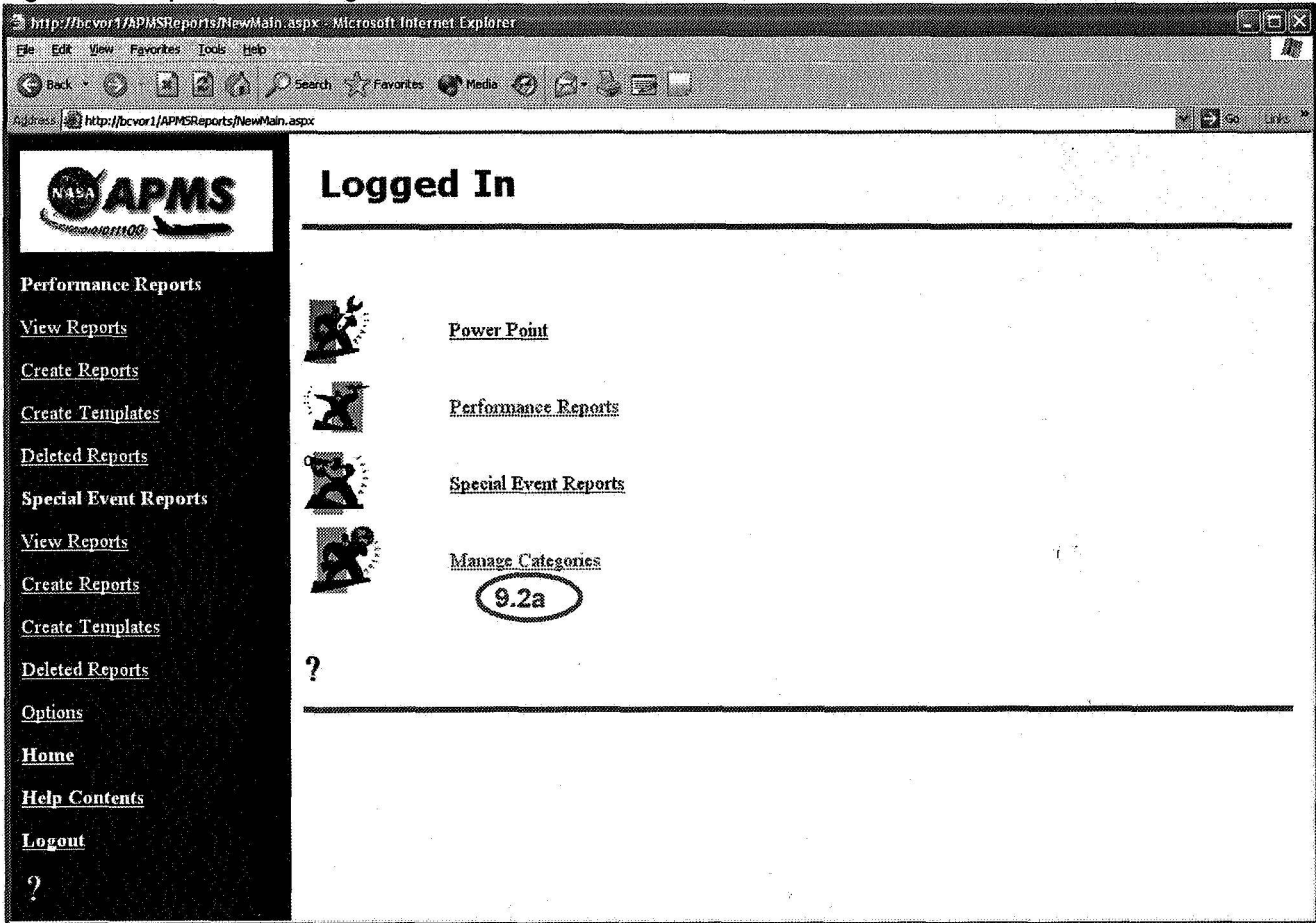 http://bcvor1/APMSReports/NewMain.aspx - Microsoft Internet Explorer
File Edit View Favorites Tools Help
Back Search Favorites Media
Address http://bcvor1/APMSReports/NewMain.aspx Go Links »
NASA APMS
Logged In
Performance Reports
View Reports
Create Reports
Create Templates
Deleted Reports
Special Event Reports
View Reports
Create Reports
Create Templates
Deleted Reports
Options
Home
Help Contents
Logout
?
Power Point
Performance Reports
Special Event Reports
Manage Categories
9.2a
?